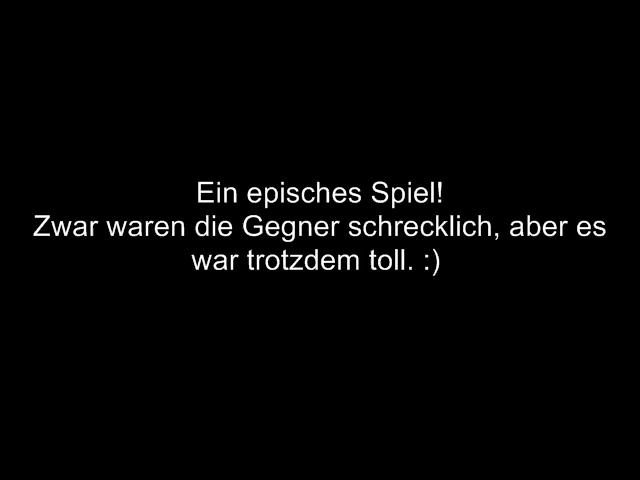 Ein episches Spiel!
Zwar waren die Gegner schrecklich, aber es
war trotzdem toll. :)